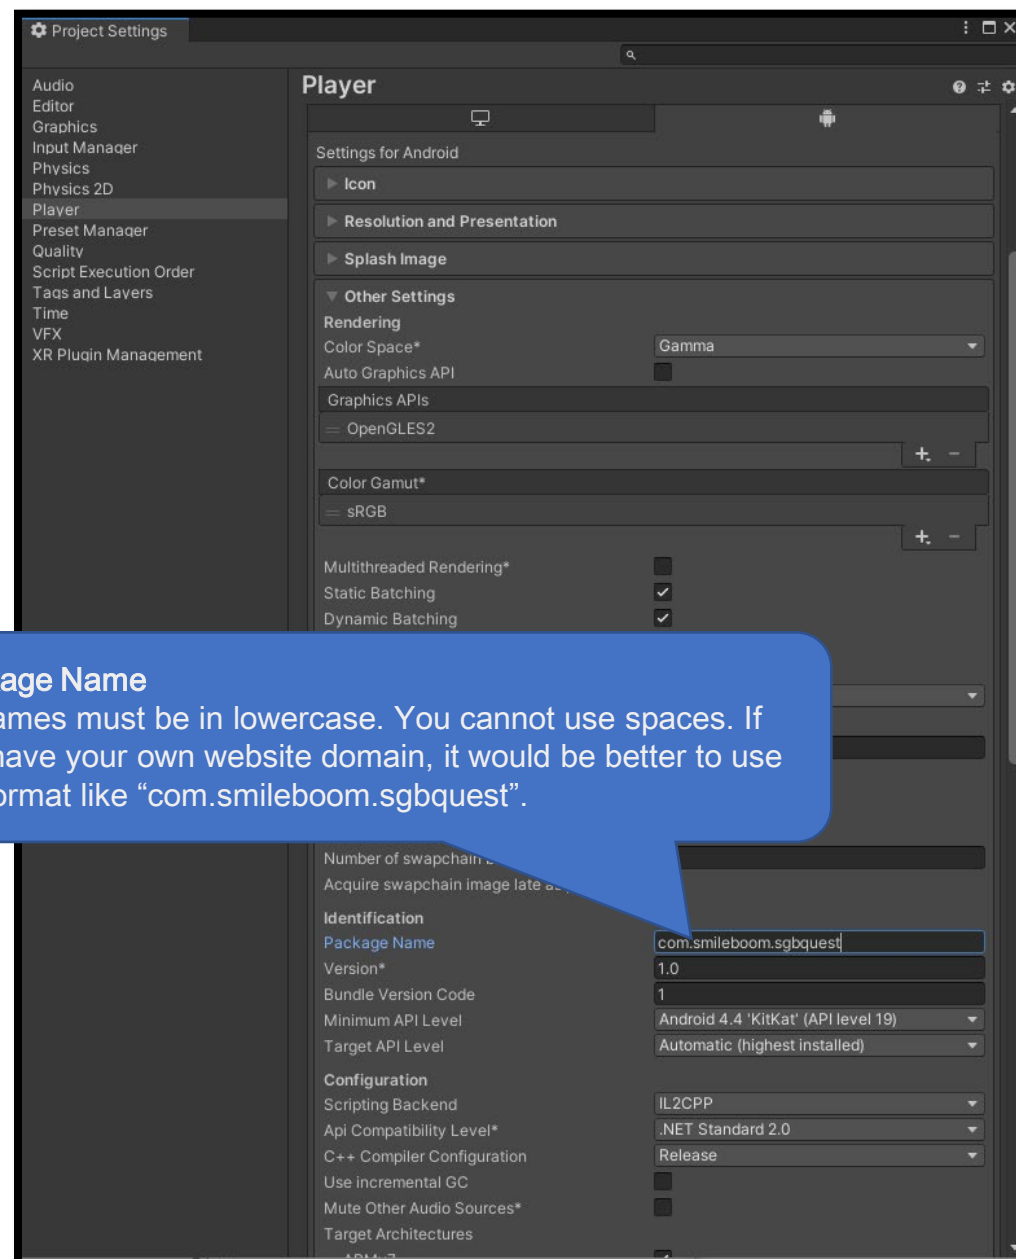 Project Settings
Audio
Editor
Graphics
Input Manager
Physics
Physics 2D
Player
Preset Manager
Quality
Script Execution Order
Tags and Layers
Time
VFX
XR Plugin Management
Player
Settings for Android
Icon
Resolution and Presentation
Splash Image
Other Settings
Rendering
Color Space* Gamma
Auto Graphics API
Graphics APIs
OpenGLES2
Color Gamut*
sRGB
Multithreaded Rendering*
Static Batching
Dynamic Batching
age Name
ames must be in lowercase. You cannot use spaces. If
have your own website domain, it would be better to use
ormat like “com.smileboom.sgbquest”.
Number of swapchain
Acquire swapchain image late
Identification
Package Name com.smileboom.sgbquest
Version* 1.0
Bundle Version Code 1
Minimum API Level Android 4.4 'KitKat' (API level 19)
Target API Level Automatic (highest installed)
Configuration
Scripting Backend IL2CPP
Api Compatibility Level* .NET Standard 2.0
C++ Compiler Configuration Release
Use incremental GC
Mute Other Audio Sources*
Target Architectures